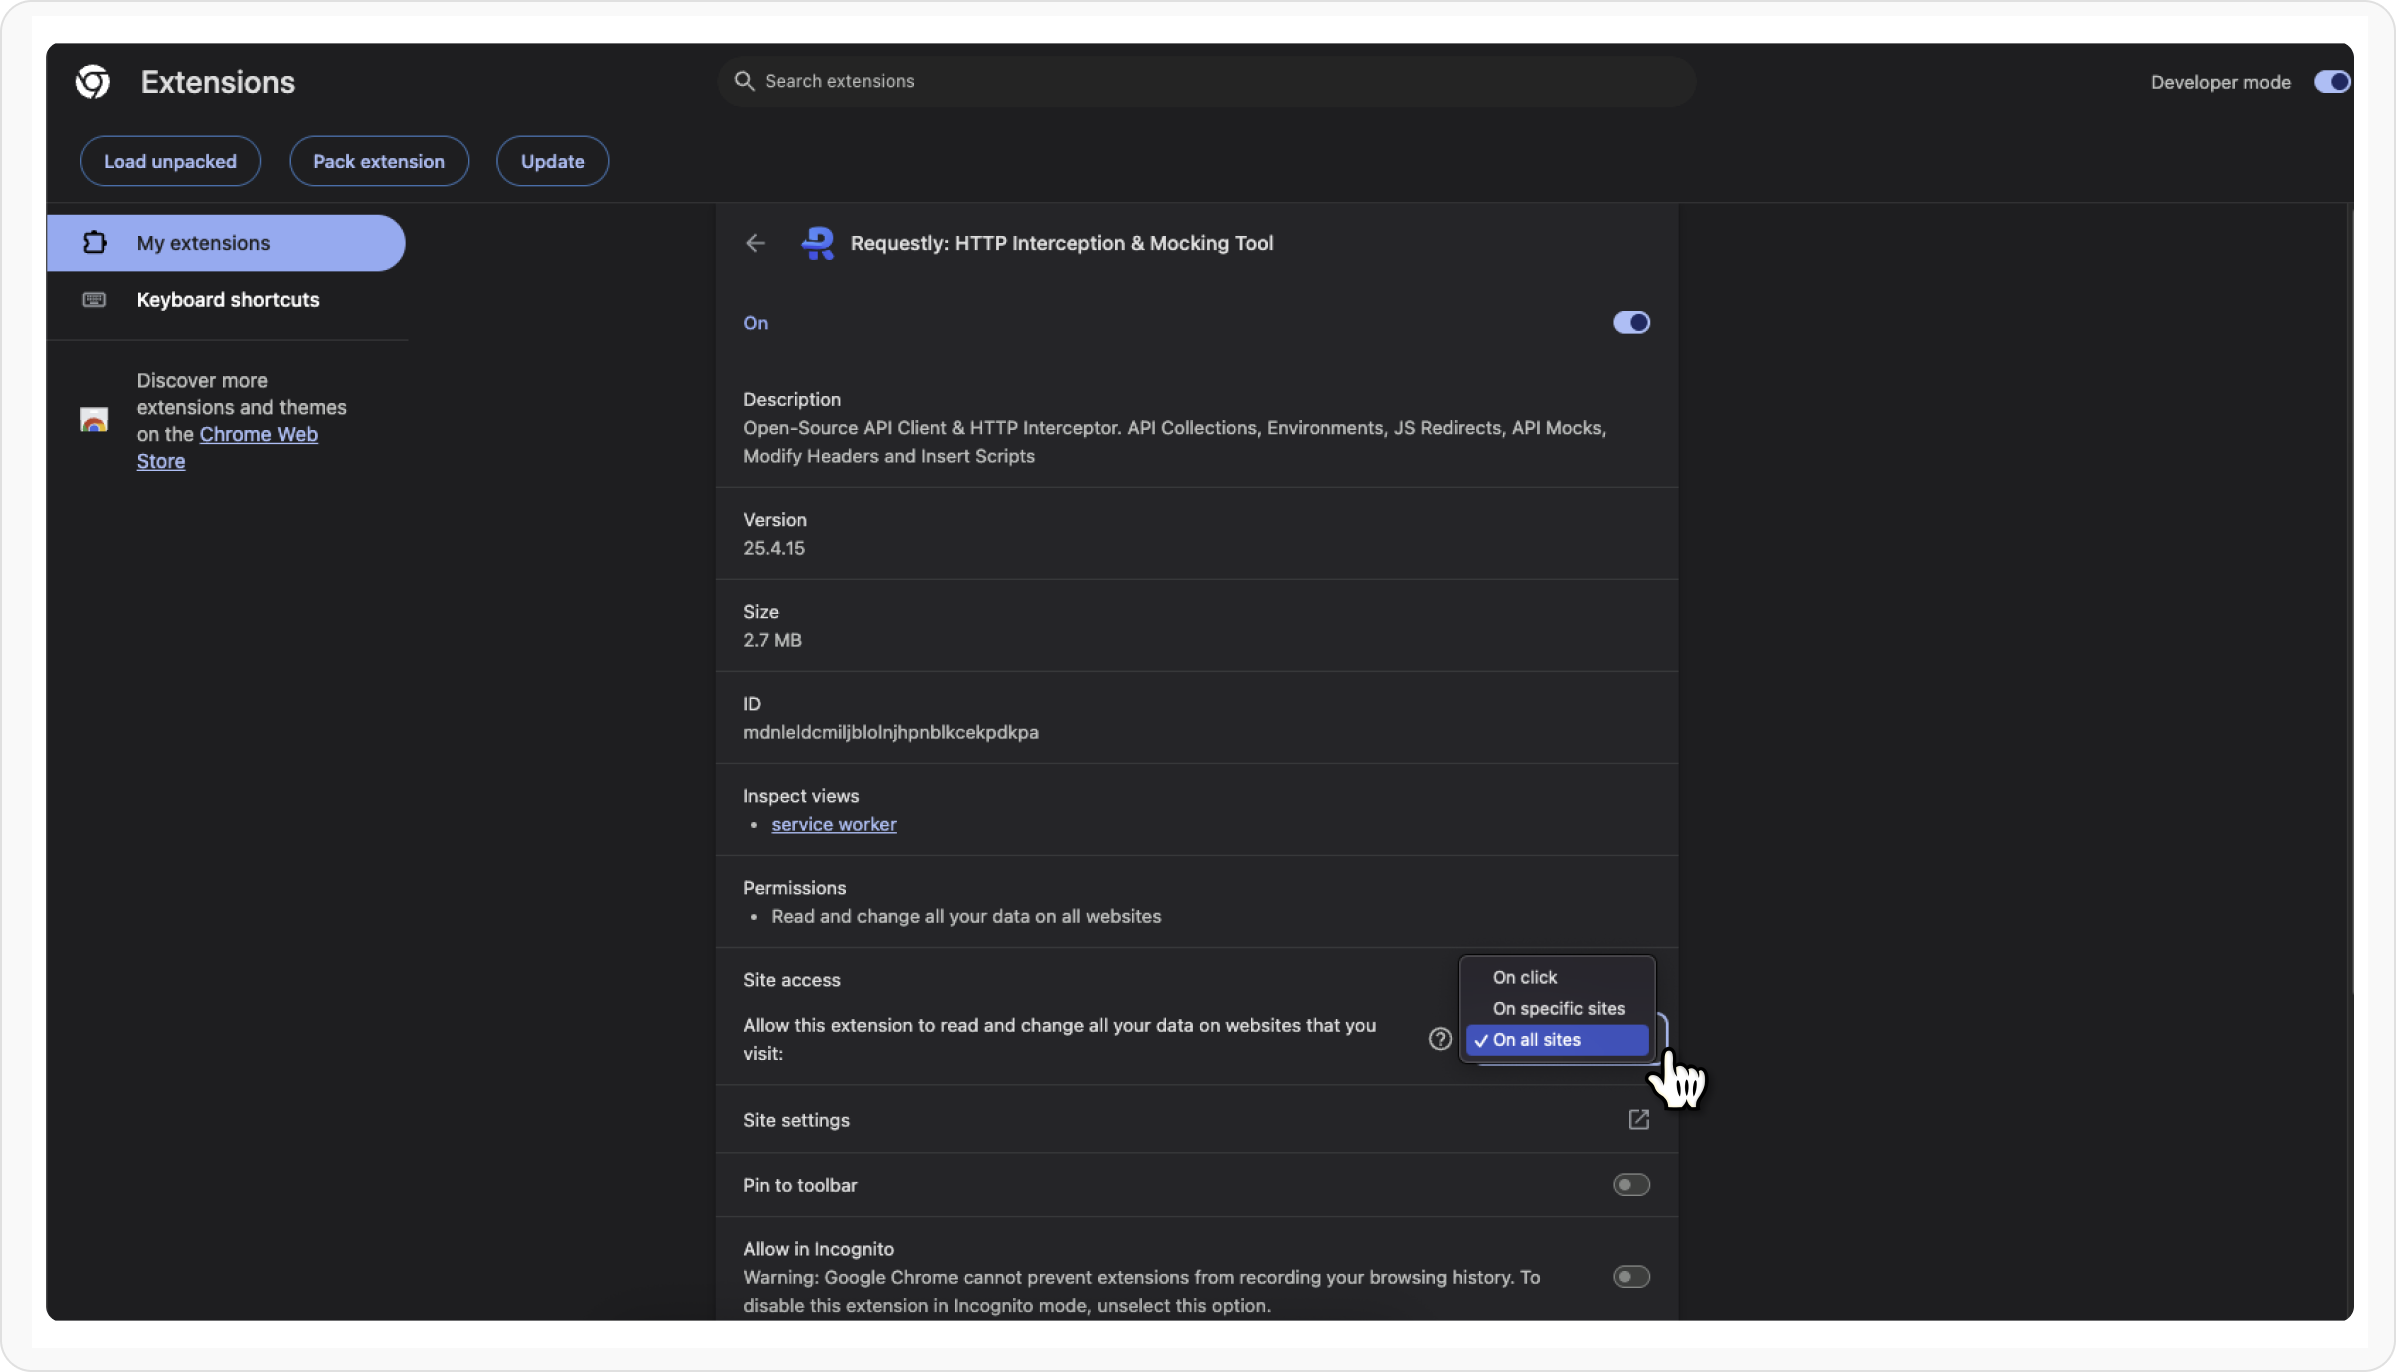 Extensions
Search extensions
Developer mode
Load unpacked
Pack extension
Update
My extensions
Keyboard shortcuts
Discover more
extensions and themes
on the Chrome Web
Store
Requestly: HTTP Interception & Mocking Tool
On
Description
Open-Source API Client & HTTP Interceptor. API Collections, Environments, JS Redirects, API Mocks,
Modify Headers and Insert Scripts
Version
25.4.15
Size
2.7 MB
ID
mdnleldcmiljblolnjhpnblkcekpdkpa
Inspect views
• service worker
Permissions
• Read and change all your data on all websites
Site access
Allow this extension to read and change all your data on websites that you
visit:
On click
On specific sites
✓ On all sites
Site settings
Pin to toolbar
Allow in Incognito
Warning: Google Chrome cannot prevent extensions from recording your browsing history. To
disable this extension in Incognito mode, unselect this option.